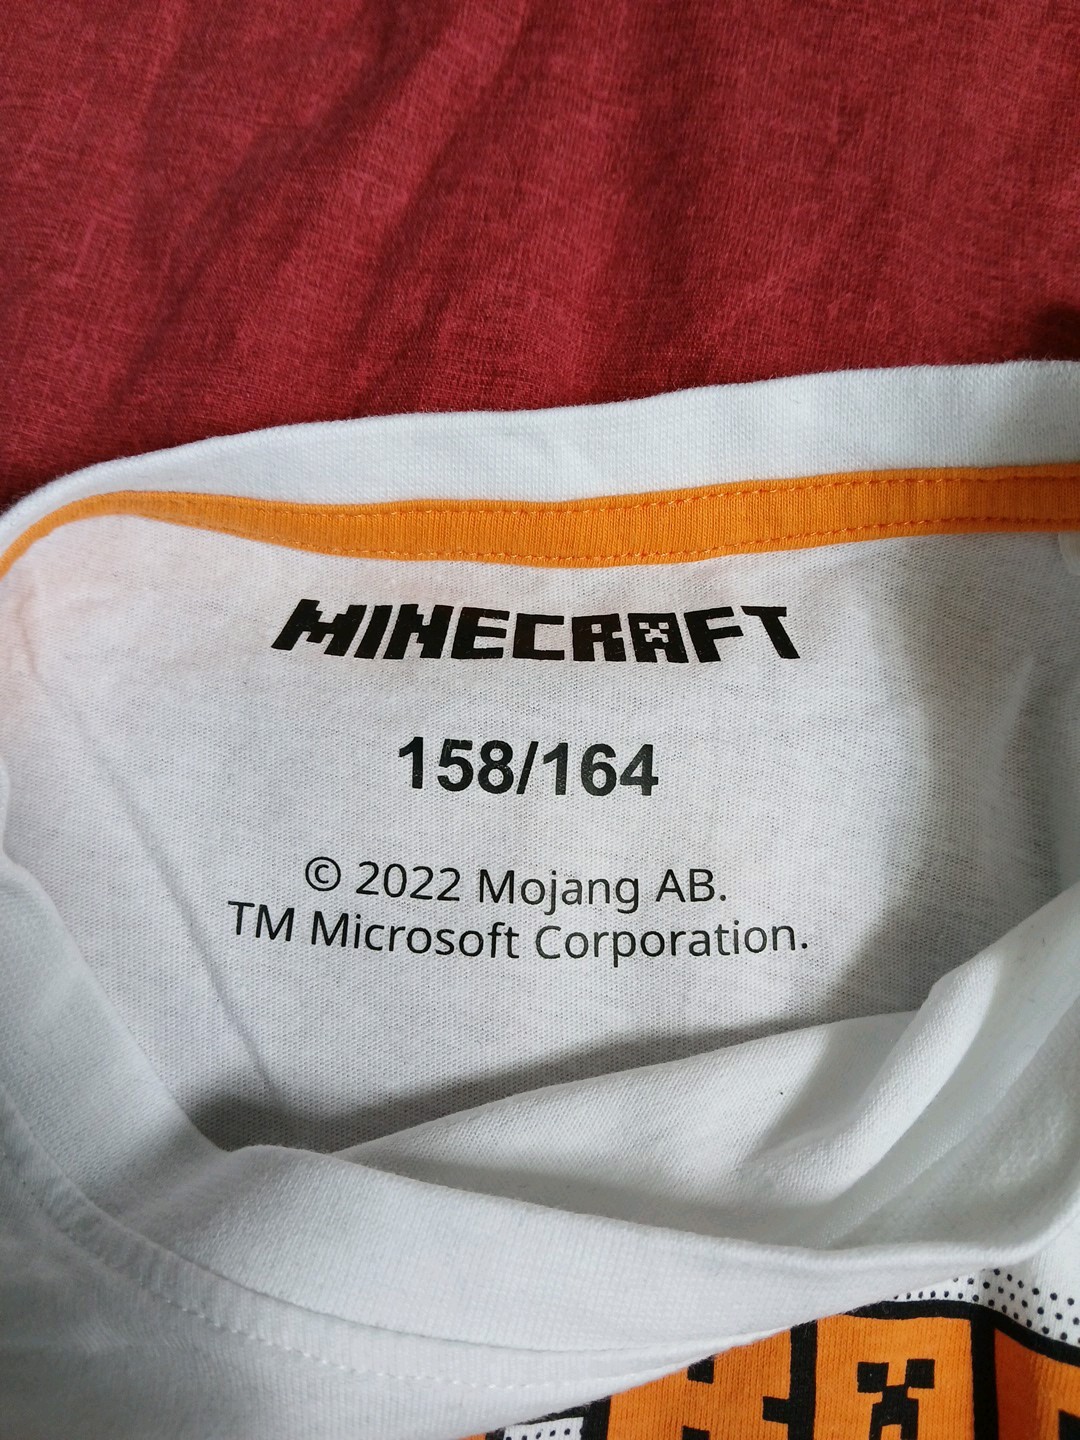 MINECRAFT
158/164
© 2022 Mojang AB.
TM Microsoft Corporation.